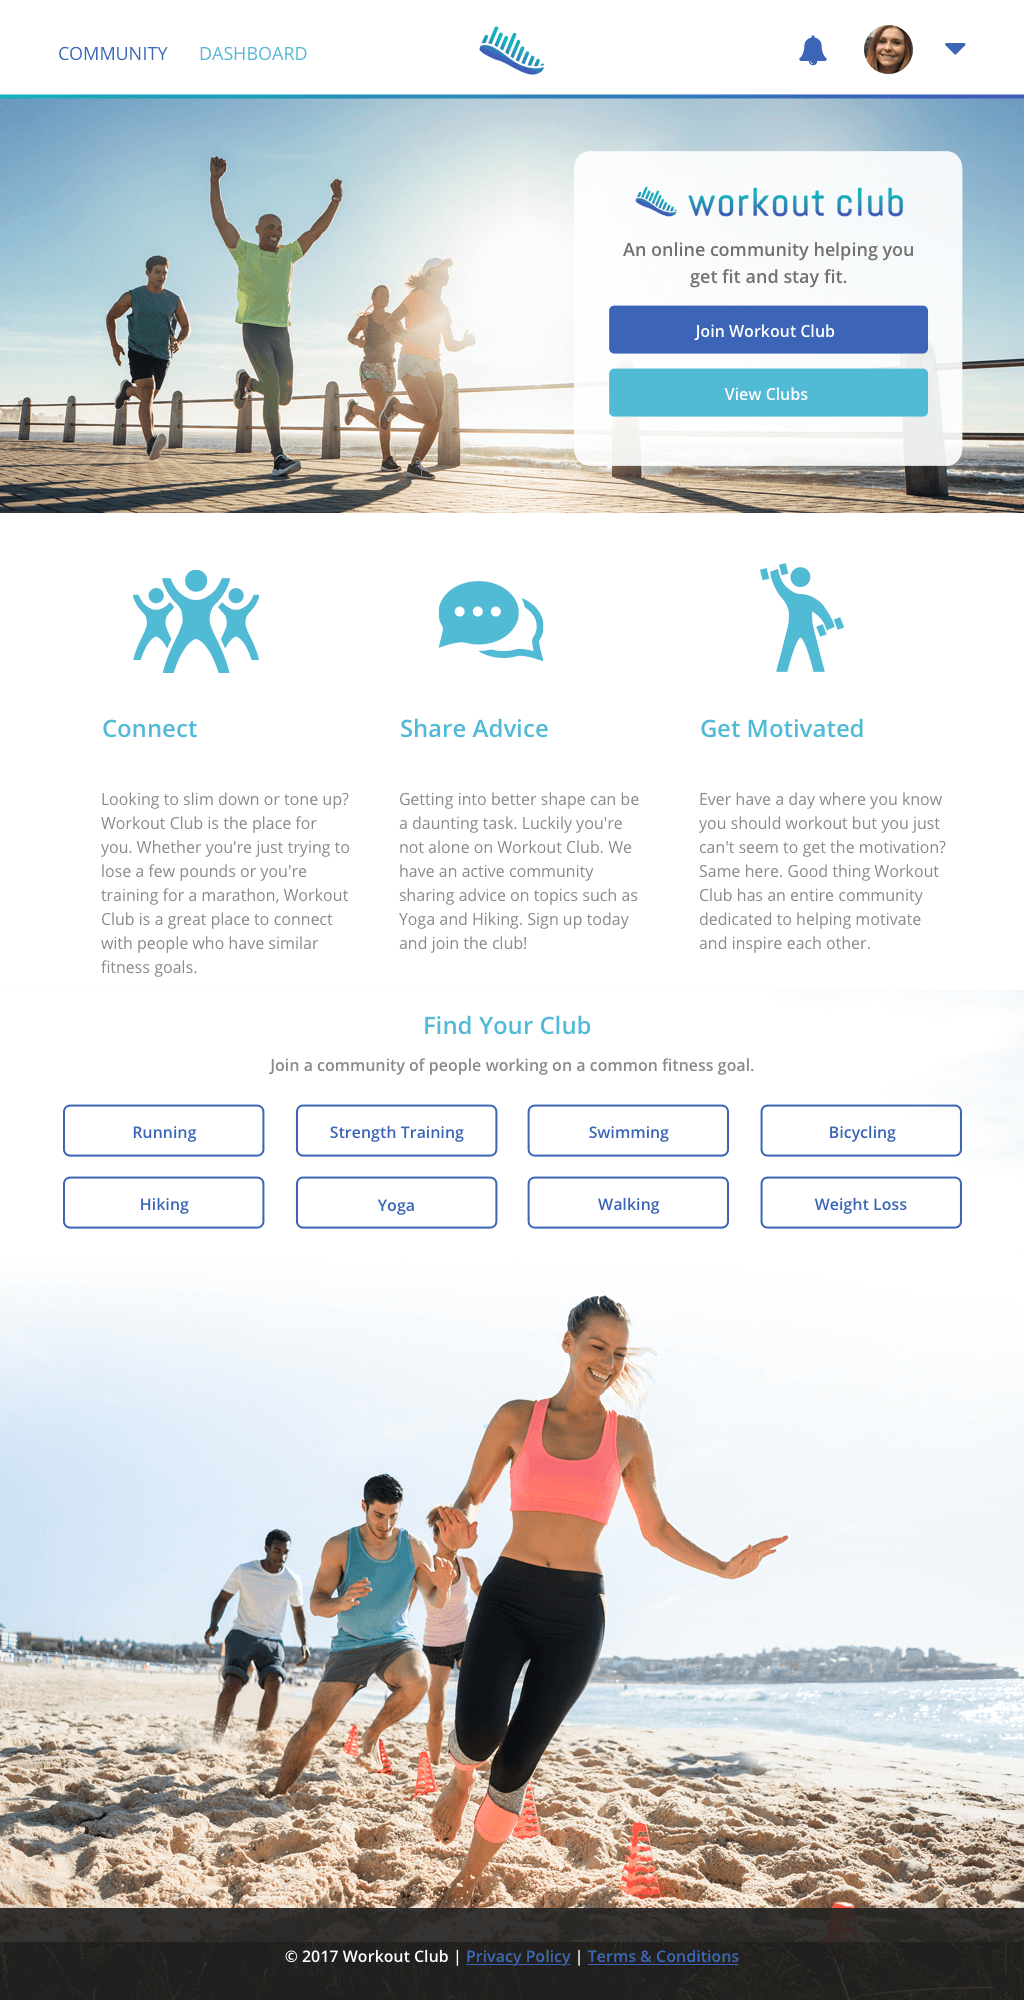 COMMUNITY DASHBOARD
workout club
An online community helping you
get fit and stay fit.
Join Workout Club
View Clubs
Connect
Looking to slim down or tone up?
Workout Club is the place for
you. Whether you're just trying to
lose a few pounds or you're
training for a marathon, Workout
Club is a great place to connect
with people who have similar
fitness goals.
Share Advice
Getting into better shape can be
a daunting task. Luckily you're
not alone on Workout Club. We
have an active community
sharing advice on topics such as
Yoga and Hiking. Sign up today
and join the club!
Get Motivated
Ever have a day where you know
you should workout but you just
can't seem to get the motivation?
Same here. Good thing Workout
Club has an entire community
dedicated to helping motivate
and inspire each other.
Find Your Club
Join a community of people working on a common fitness goal.
Running Strength Training Swimming Bicycling
Hiking Yoga Walking Weight Loss
© 2017 Workout Club | Privacy Policy | Terms & Conditions